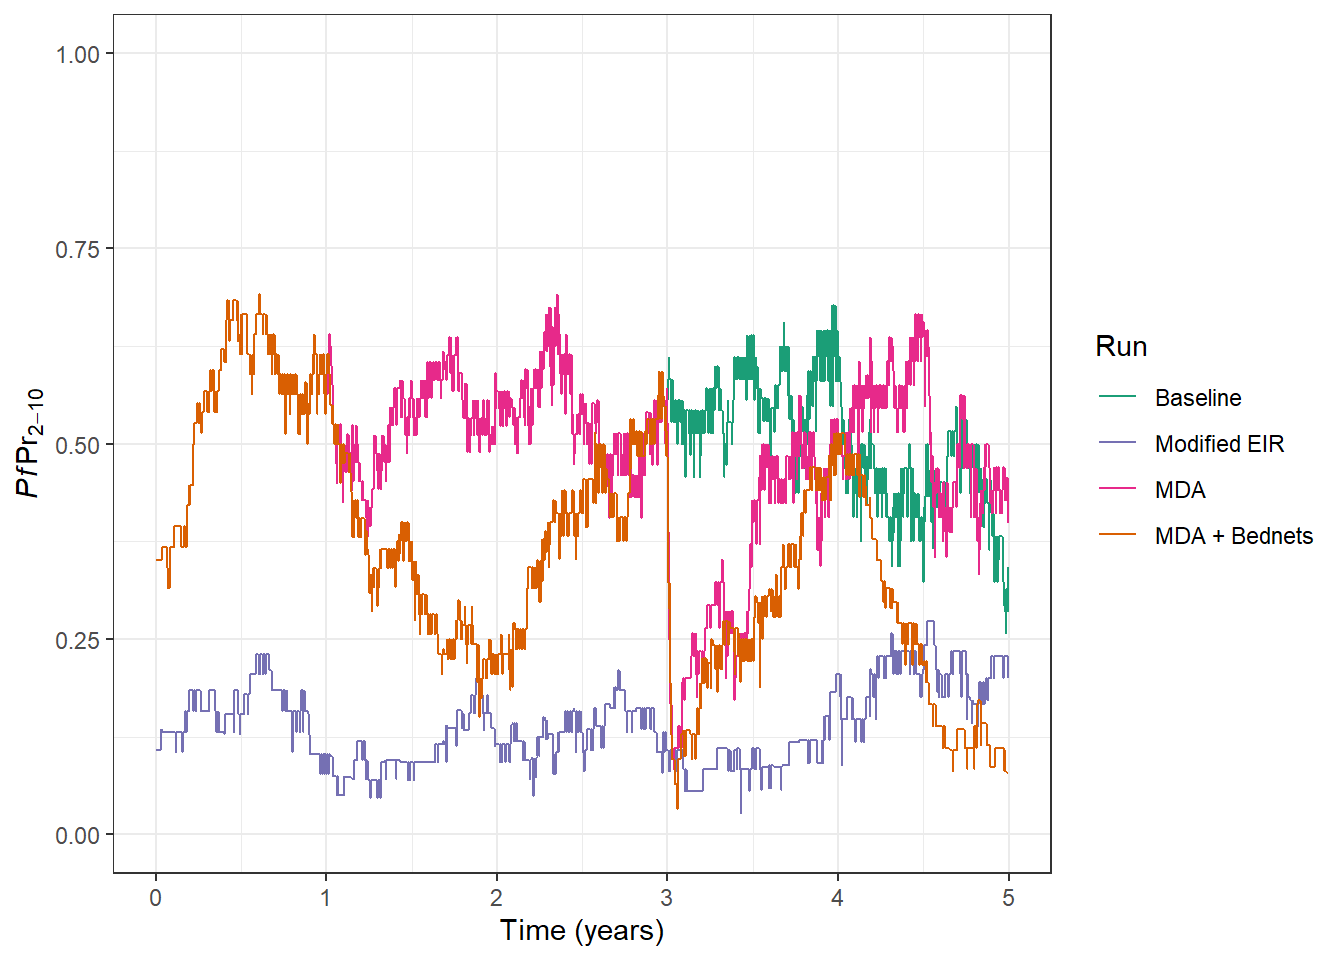 1.00
0.75
0.50
0.25
0.00
PfPr2−10
0 1 2 3 4 5
Time (years)
Run
Baseline
Modified EIR
MDA
MDA + Bednets